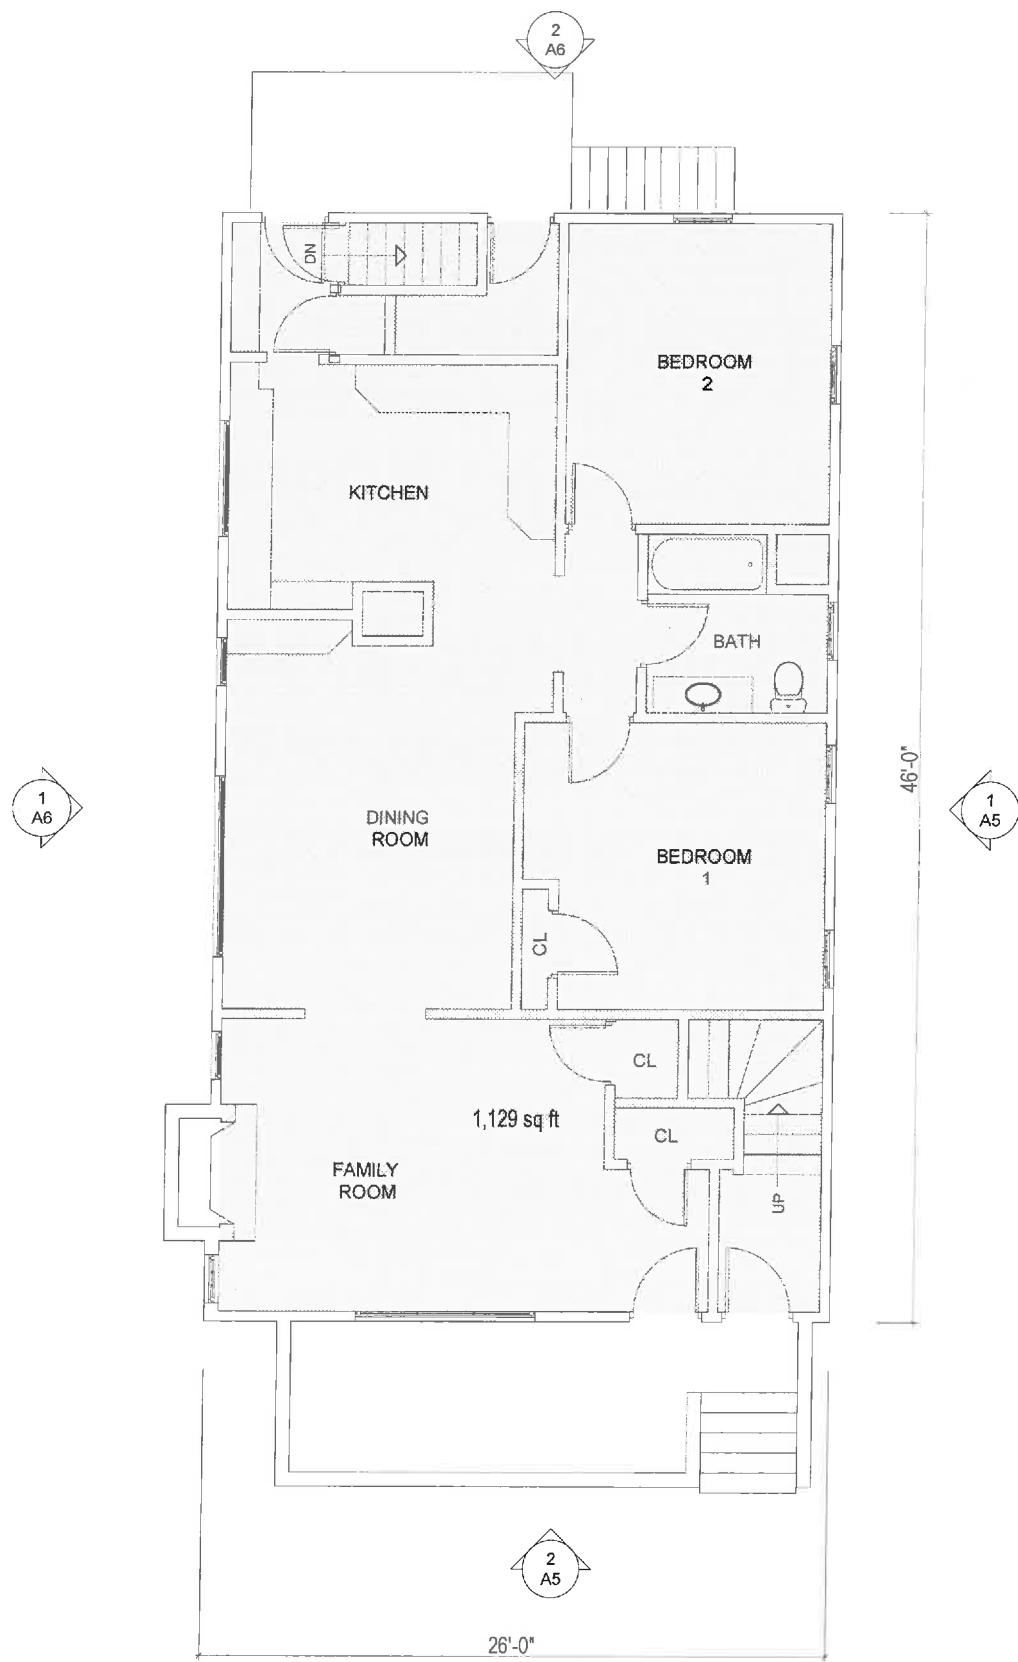 2
A6
DN
BEDROOM
2
KITCHEN
BATH
46'-0"
1
A6
DINING
ROOM
1
A5
BEDROOM
1
CL
CL
1,129 sq ft
CL
FAMILY
ROOM
UP
2
A5
26'-0"